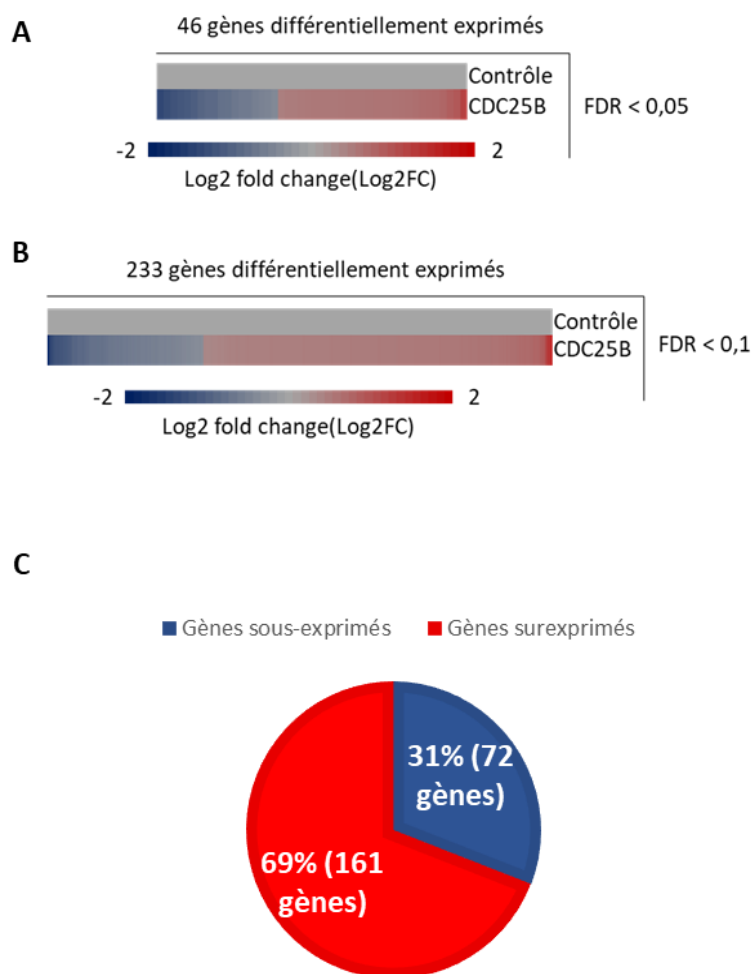 A
46 gènes différentiellement exprimés
Contrôle
CDC25B
FDR < 0,05
-2 2
Log2 fold change(Log2FC)
B
233 gènes différentiellement exprimés
Contrôle
CDC25B
FDR < 0,1
-2 2
Log2 fold change(Log2FC)
C
Gènes sous-exprimés Gènes surexprimés
31% (72
gènes)
69% (161
gènes)